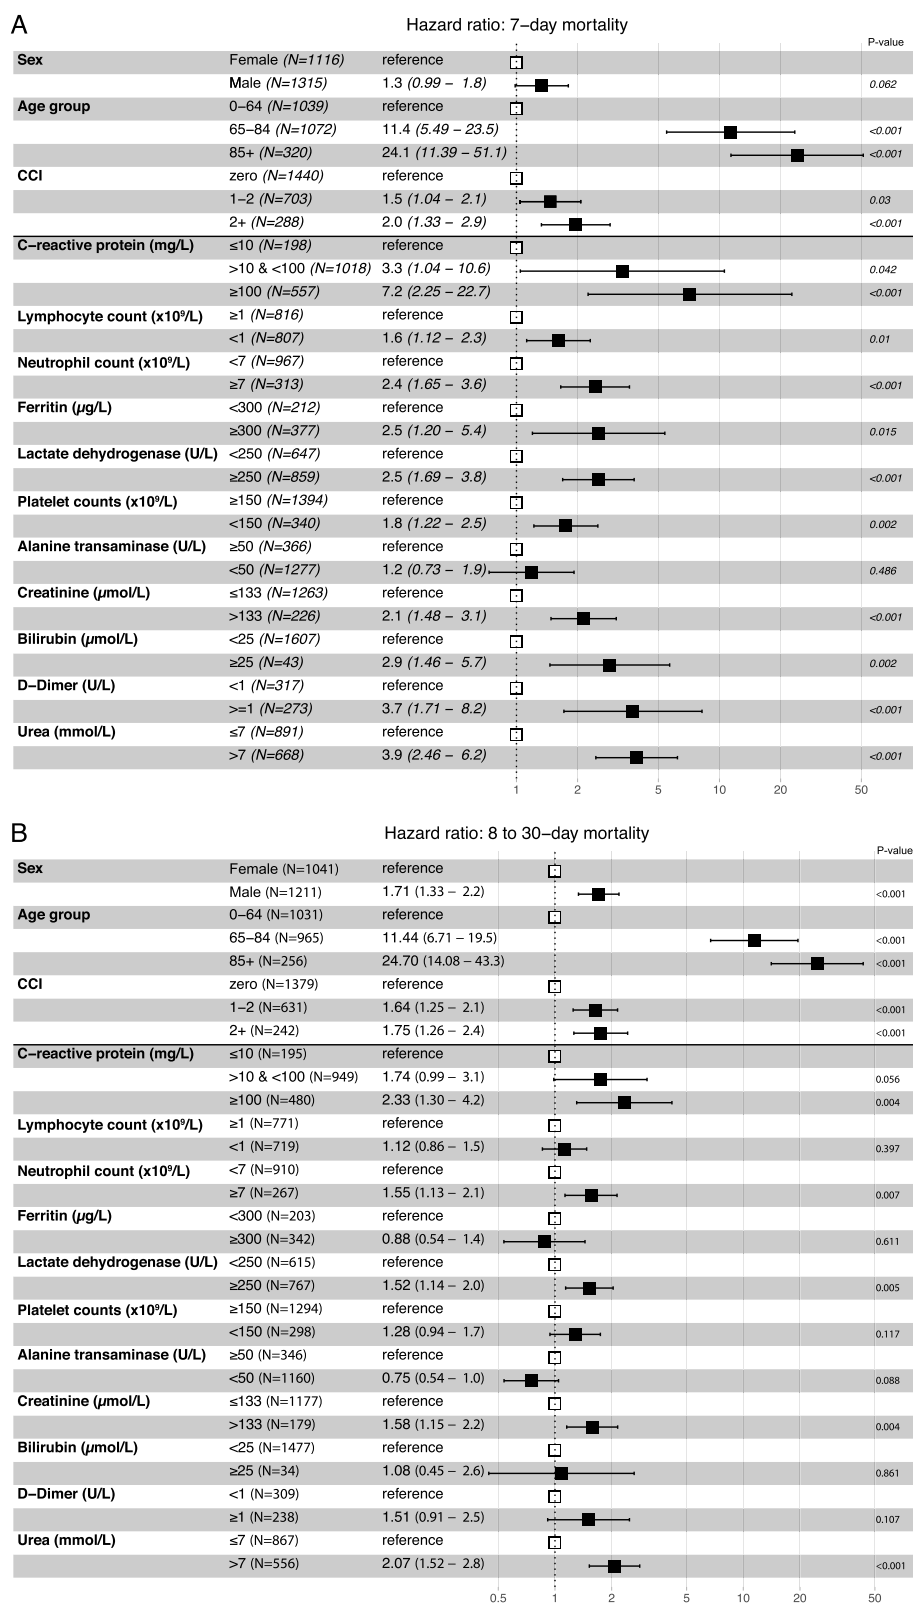 A
Hazard ratio: 7−day mortality
P-value
Sex Female (N=1116) reference
Male (N=1315) 1.3 (0.99 − 1.8) 0.062
Age group 0−64 (N=1039) reference
65−84 (N=1072) 11.4 (5.49 − 23.5) <0.001
85+ (N=320) 24.1 (11.39 − 51.1) <0.001
CCI zero (N=1440) reference
1−2 (N=703) 1.5 (1.04 − 2.1) 0.03
2+ (N=288) 2.0 (1.33 − 2.9) <0.001
C−reactive protein (mg/L) ≤10 (N=198) reference
>10 & <100 (N=1018) 3.3 (1.04 − 10.6) 0.042
≥100 (N=557) 7.2 (2.25 − 22.7) <0.001
Lymphocyte count (x10⁹/L) ≥1 (N=816) reference
<1 (N=807) 1.6 (1.12 − 2.3) 0.01
Neutrophil count (x10⁹/L) <7 (N=967) reference
≥7 (N=313) 2.4 (1.65 − 3.6) <0.001
Ferritin (µg/L) <300 (N=212) reference
≥300 (N=377) 2.5 (1.20 − 5.4) 0.015
Lactate dehydrogenase (U/L) <250 (N=647) reference
≥250 (N=859) 2.5 (1.69 − 3.8) <0.001
Platelet counts (x10⁹/L) ≥150 (N=1394) reference
<150 (N=340) 1.8 (1.22 − 2.5) 0.002
Alanine transaminase (U/L) ≥50 (N=366) reference
<50 (N=1277) 1.2 (0.73 − 1.9) 0.486
Creatinine (µmol/L) ≤133 (N=1263) reference
>133 (N=226) 2.1 (1.48 − 3.1) <0.001
Bilirubin (µmol/L) <25 (N=1607) reference
≥25 (N=43) 2.9 (1.46 − 5.7) 0.002
D−Dimer (U/L) <1 (N=317) reference
>=1 (N=273) 3.7 (1.71 − 8.2) <0.001
Urea (mmol/L) ≤7 (N=891) reference
>7 (N=668) 3.9 (2.46 − 6.2) <0.001
1 2 5 10 20 50
B
Hazard ratio: 8 to 30−day mortality
P-value
Sex Female (N=1041) reference
Male (N=1211) 1.71 (1.33 − 2.2) <0.001
Age group 0−64 (N=1031) reference
65−84 (N=965) 11.44 (6.71 − 19.5) <0.001
85+ (N=256) 24.70 (14.08 − 43.3) <0.001
CCI zero (N=1379) reference
1−2 (N=631) 1.64 (1.25 − 2.1) <0.001
2+ (N=242) 1.75 (1.26 − 2.4) <0.001
C−reactive protein (mg/L) ≤10 (N=195) reference
>10 & <100 (N=949) 1.74 (0.99 − 3.1) 0.056
≥100 (N=480) 2.33 (1.30 − 4.2) 0.004
Lymphocyte count (x10⁹/L) ≥1 (N=771) reference
<1 (N=719) 1.12 (0.86 − 1.5) 0.397
Neutrophil count (x10⁹/L) <7 (N=910) reference
≥7 (N=267) 1.55 (1.13 − 2.1) 0.007
Ferritin (µg/L) <300 (N=203) reference
≥300 (N=342) 0.88 (0.54 − 1.4) 0.611
Lactate dehydrogenase (U/L) <250 (N=615) reference
≥250 (N=767) 1.52 (1.14 − 2.0) 0.005
Platelet counts (x10⁹/L) ≥150 (N=1294) reference
<150 (N=298) 1.28 (0.94 − 1.7) 0.117
Alanine transaminase (U/L) ≥50 (N=346) reference
<50 (N=1160) 0.75 (0.54 − 1.0) 0.088
Creatinine (µmol/L) ≤133 (N=1177) reference
>133 (N=179) 1.58 (1.15 − 2.2) 0.004
Bilirubin (µmol/L) <25 (N=1477) reference
≥25 (N=34) 1.08 (0.45 − 2.6) 0.861
D−Dimer (U/L) <1 (N=309) reference
≥1 (N=238) 1.51 (0.91 − 2.5) 0.107
Urea (mmol/L) ≤7 (N=867) reference
>7 (N=556) 2.07 (1.52 − 2.8) <0.001
0.5 1 2 5 10 20 50